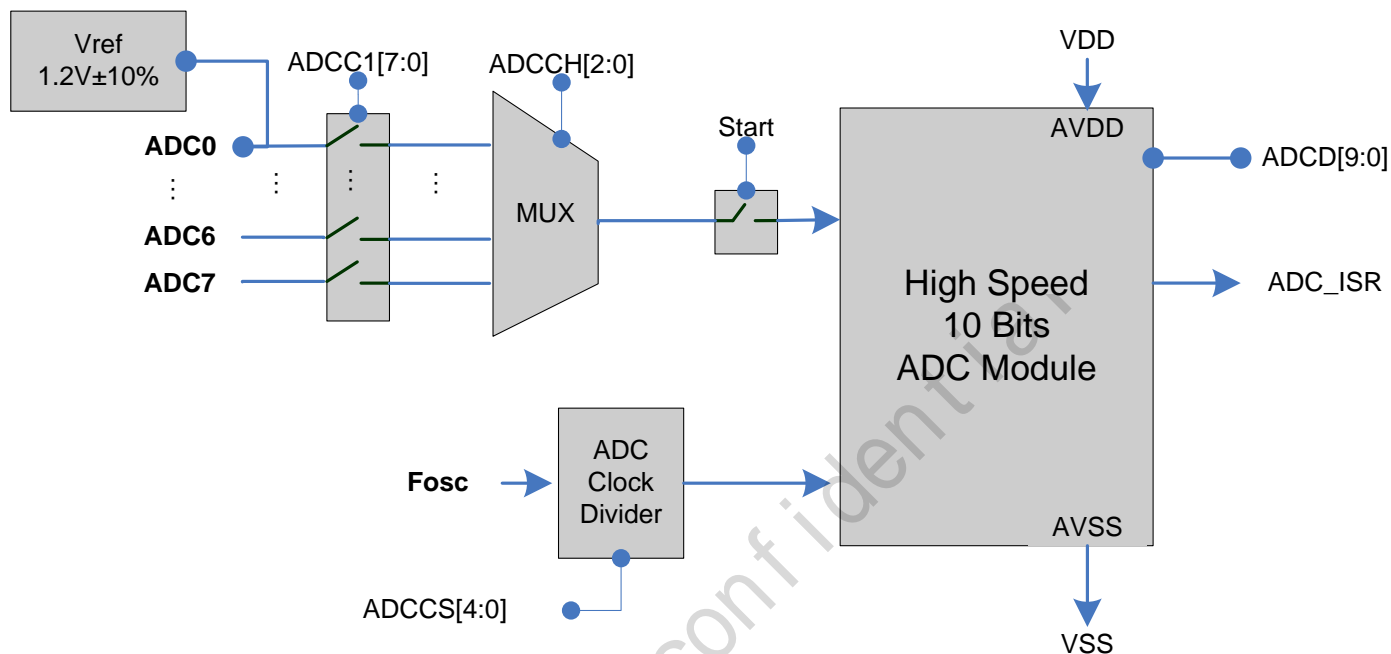 Vref
1.2V±10%
ADCC1[7:0]
ADCCH[2:0]
VDD
Start
AVDD
ADC0
ADCD[9:0]
MUX
ADC6
ADC7
ADC_ISR
High Speed
10 Bits
ADC Module
ADC
Clock
Divider
Fosc
AVSS
ADCCS[4:0]
VSS
confidential